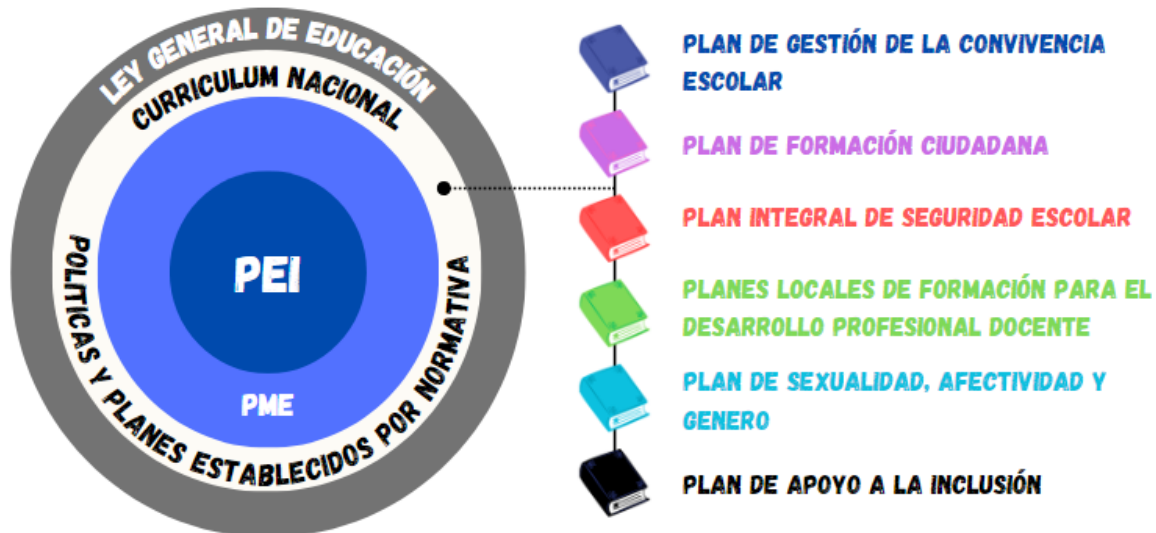 LEY GENERAL DE EDUCACIÓN
CURRICULUM NACIONAL
PEI
PME
POLITICAS Y PLANES ESTABLECIDOS POR NORMATIVA
PLAN DE GESTIÓN DE LA CONVIVENCIA
ESCOLAR
PLAN DE FORMACIÓN CIUDADANA
PLAN INTEGRAL DE SEGURIDAD ESCOLAR
PLANES LOCALES DE FORMACIÓN PARA EL
DESARROLLO PROFESIONAL DOCENTE
PLAN DE SEXUALIDAD, AFECTIVIDAD Y
GENERO
PLAN DE APOYO A LA INCLUSIÓN